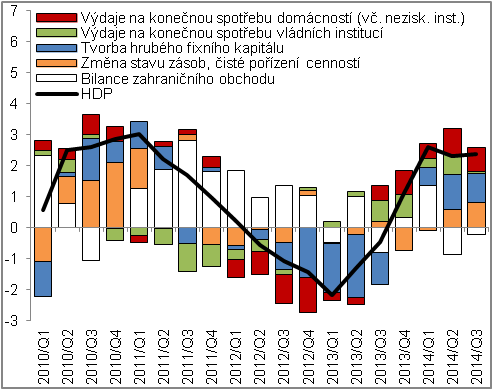 7
6
5
4
3
2
1
0
-1
-2
-3
Výdaje na konečnou spotřebu domácností (vč. nezisk. inst.)
Výdaje na konečnou spotřebu vládních institucí
Tvorba hrubého fixního kapitálu
Změna stavu zásob, čisté pořízení cenností
Bilance zahraničního obchodu
HDP
2010/Q1
2010/Q2
2010/Q3
2010/Q4
2011/Q1
2011/Q2
2011/Q3
2011/Q4
2012/Q1
2012/Q2
2012/Q3
2012/Q4
2013/Q1
2013/Q2
2013/Q3
2013/Q4
2014/Q1
2014/Q2
2014/Q3